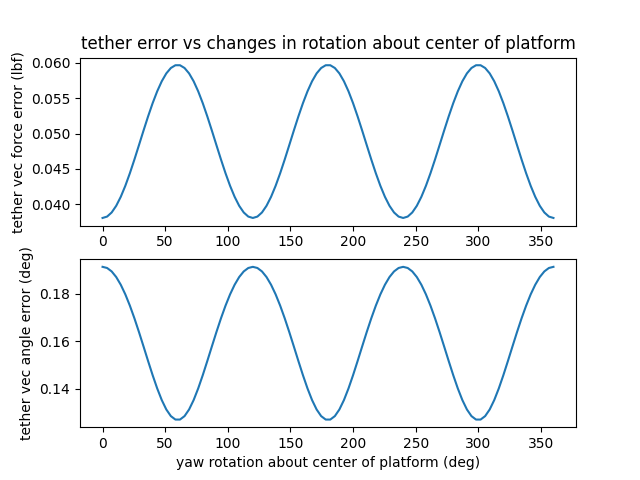 tether error vs changes in rotation about center of platform
tether vec force error (lbf)
0.060
0.055
0.050
0.045
0.040
0 50 100 150 200 250 300 350
tether vec angle error (deg)
0.18
0.16
0.14
0 50 100 150 200 250 300 350
yaw rotation about center of platform (deg)